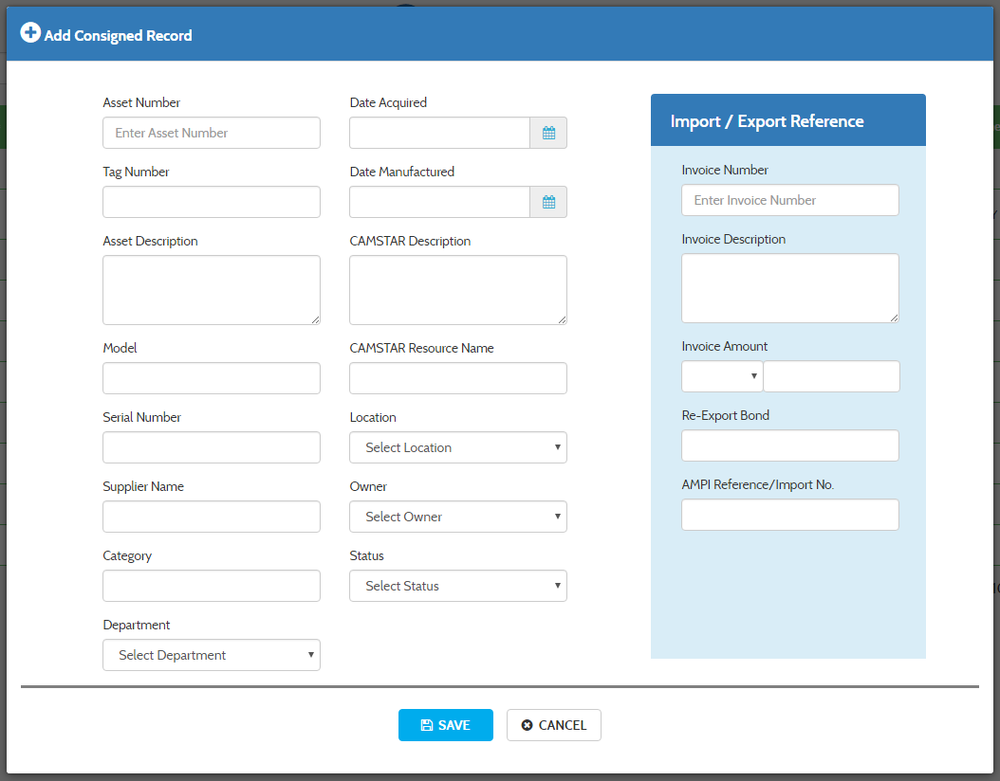 Add Consigned Record
Asset Number
Enter Asset Number
Tag Number
Asset Description
Model
Serial Number
Supplier Name
Category
Department
Select Department
Date Acquired
Date Manufactured
CAMSTAR Description
CAMSTAR Resource Name
Location
Select Location
Owner
Select Owner
Status
Select Status
Import / Export Reference
Invoice Number
Enter Invoice Number
Invoice Description
Invoice Amount
Re-Export Bond
AMPI Reference/Import No.
SAVE
CANCEL